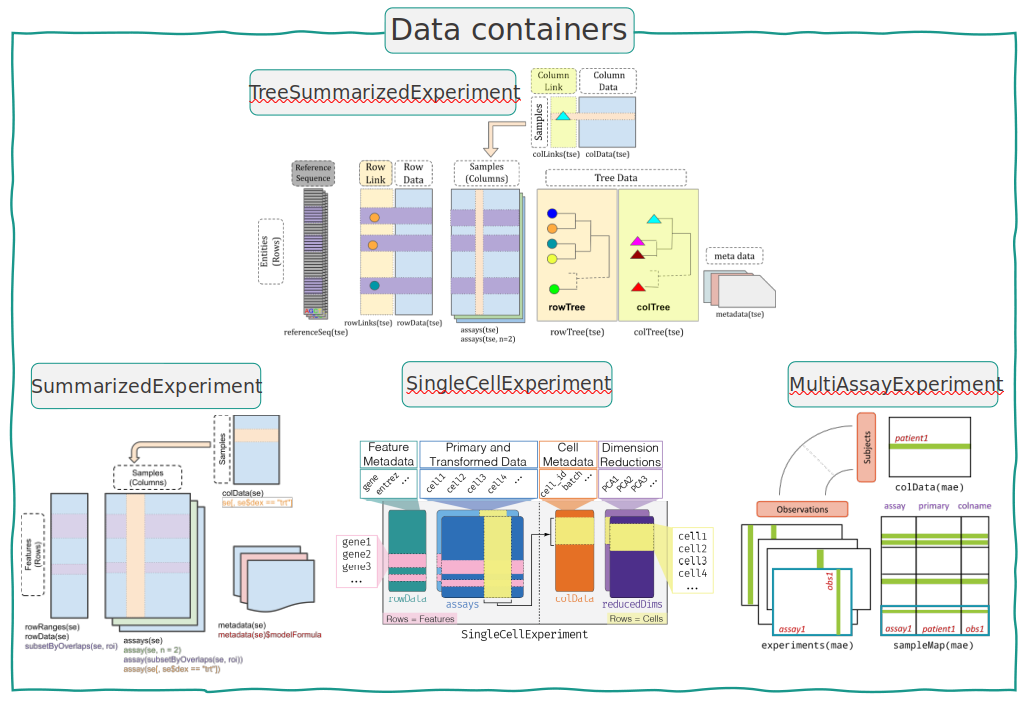 Data containers
TreeSummarizedExperiment
Column
Link
Column
Data
Samples
colLinks(tse)
colData(tse)
Reference
Sequence
Row
Link
Row
Data
Samples
(Columns)
Tree Data
Entities
(Rows)
meta data
rowTree
colTree
referenceSeq(tse)
rowLinks(tse)
rowData(tse)
assays(tse)
assays(tse, n=2)
rowTree(tse)
colTree(tse)
metadata(tse)
SummarizedExperiment
Samples
Samples
(Columns)
colData(se)
se[, se$dex == "trt"]
Features
(Rows)
rowRanges(se)
rowData(se)
subsetByOverlaps(se, roi)
assays(se)
assay(se, n = 2)
assay(subsetByOverlaps(se, roi))
assay(se[, se$dex == "trt"])
metadata(se)
metadata(se)$modelFormula
SingleCellExperiment
Feature
Metadata
Primary and
Transformed Data
Cell
Metadata
Dimension
Reductions
gene
entrez
...
cell1
cell2
cell3
cell4
...
cell_id
batch
...
PCA1
PCA2
PCA3
...
gene1
gene2
gene3
...
cell1
cell2
cell3
cell4
...
rowData
assays
colData
reducedDims
Rows = Features
Rows = Cells
SingleCellExperiment
MultiAssayExperiment
Subjects
patient1
colData(mae)
Observations
assay primary colname
obs1
assay1
assay1 patient1 obs1
experiments(mae)
sampleMap(mae)